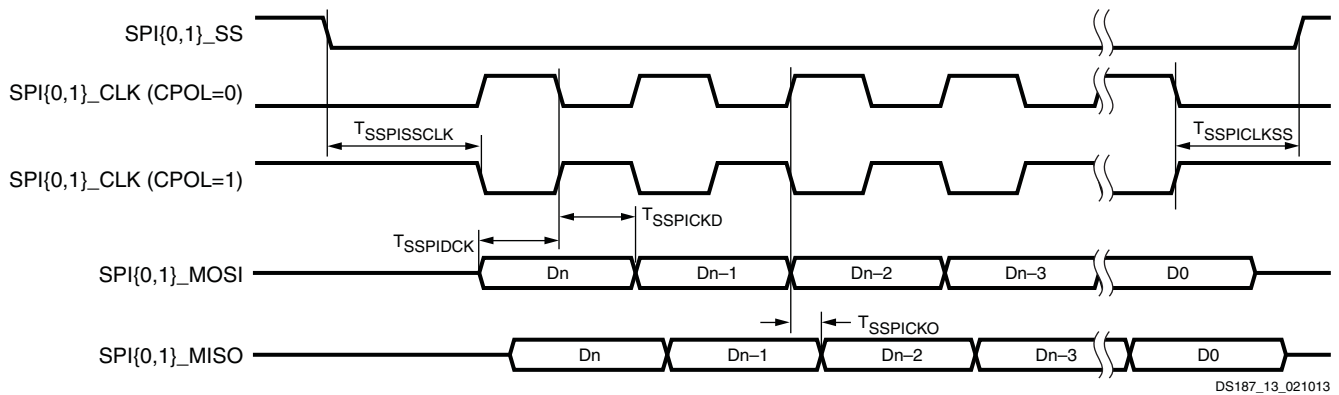 SPI{0,1}_SS
SPI{0,1}_CLK (CPOL=0)
TSSPISSCLK
TSSPICLKSS
SPI{0,1}_CLK (CPOL=1)
TSSPICKD
TSSPIDCK
SPI{0,1}_MOSI
Dn Dn–1 Dn–2 Dn–3 D0
TSSPICKO
SPI{0,1}_MISO
Dn Dn–1 Dn–2 Dn–3 D0
DS187_13_021013